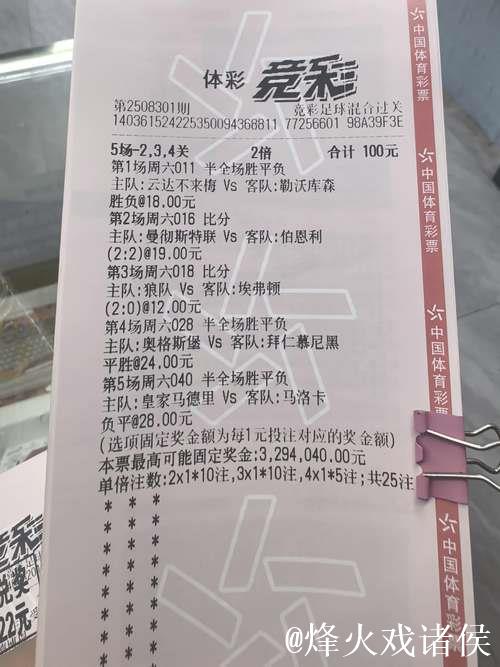 体彩 竞彩
第2508301期 竞彩足球混合过关
140361524225350094368811 77256601 98A39F3E
5场-2,3,4关 2倍 合计 100元
第1场周六011 半全场胜平负
主队:云达不来梅 Vs 客队:勒沃库森
胜负@18.00元
第2场周六016 比分
主队:曼彻斯特联 Vs 客队:伯恩利
(2:2)@19.00元
第3场周六018 比分
主队:狼队 Vs 客队:埃弗顿
(2:0)@12.00元
第4场周六028 半全场胜平负
主队:奥格斯堡 Vs 客队:拜仁慕尼黑
平胜@24.00元
第5场周六040 半全场胜平负
主队:皇家马德里 Vs 客队:马洛卡
负平@28.00元
(选项固定奖金额为每1元投注对应的奖金额)
本票最高可能固定奖金:3,294,040.00元
单倍注数:2x1*10注,3x1*10注,4x1*5注;共25注
* * *
* * *
* * *
* * *
* * *
* * *
* * *
* * *
* * *
中国体育彩票
中国体育彩票
中国体育彩票
中国体育彩票
竞彩
兑奖
22元
@烽火戏诸侯